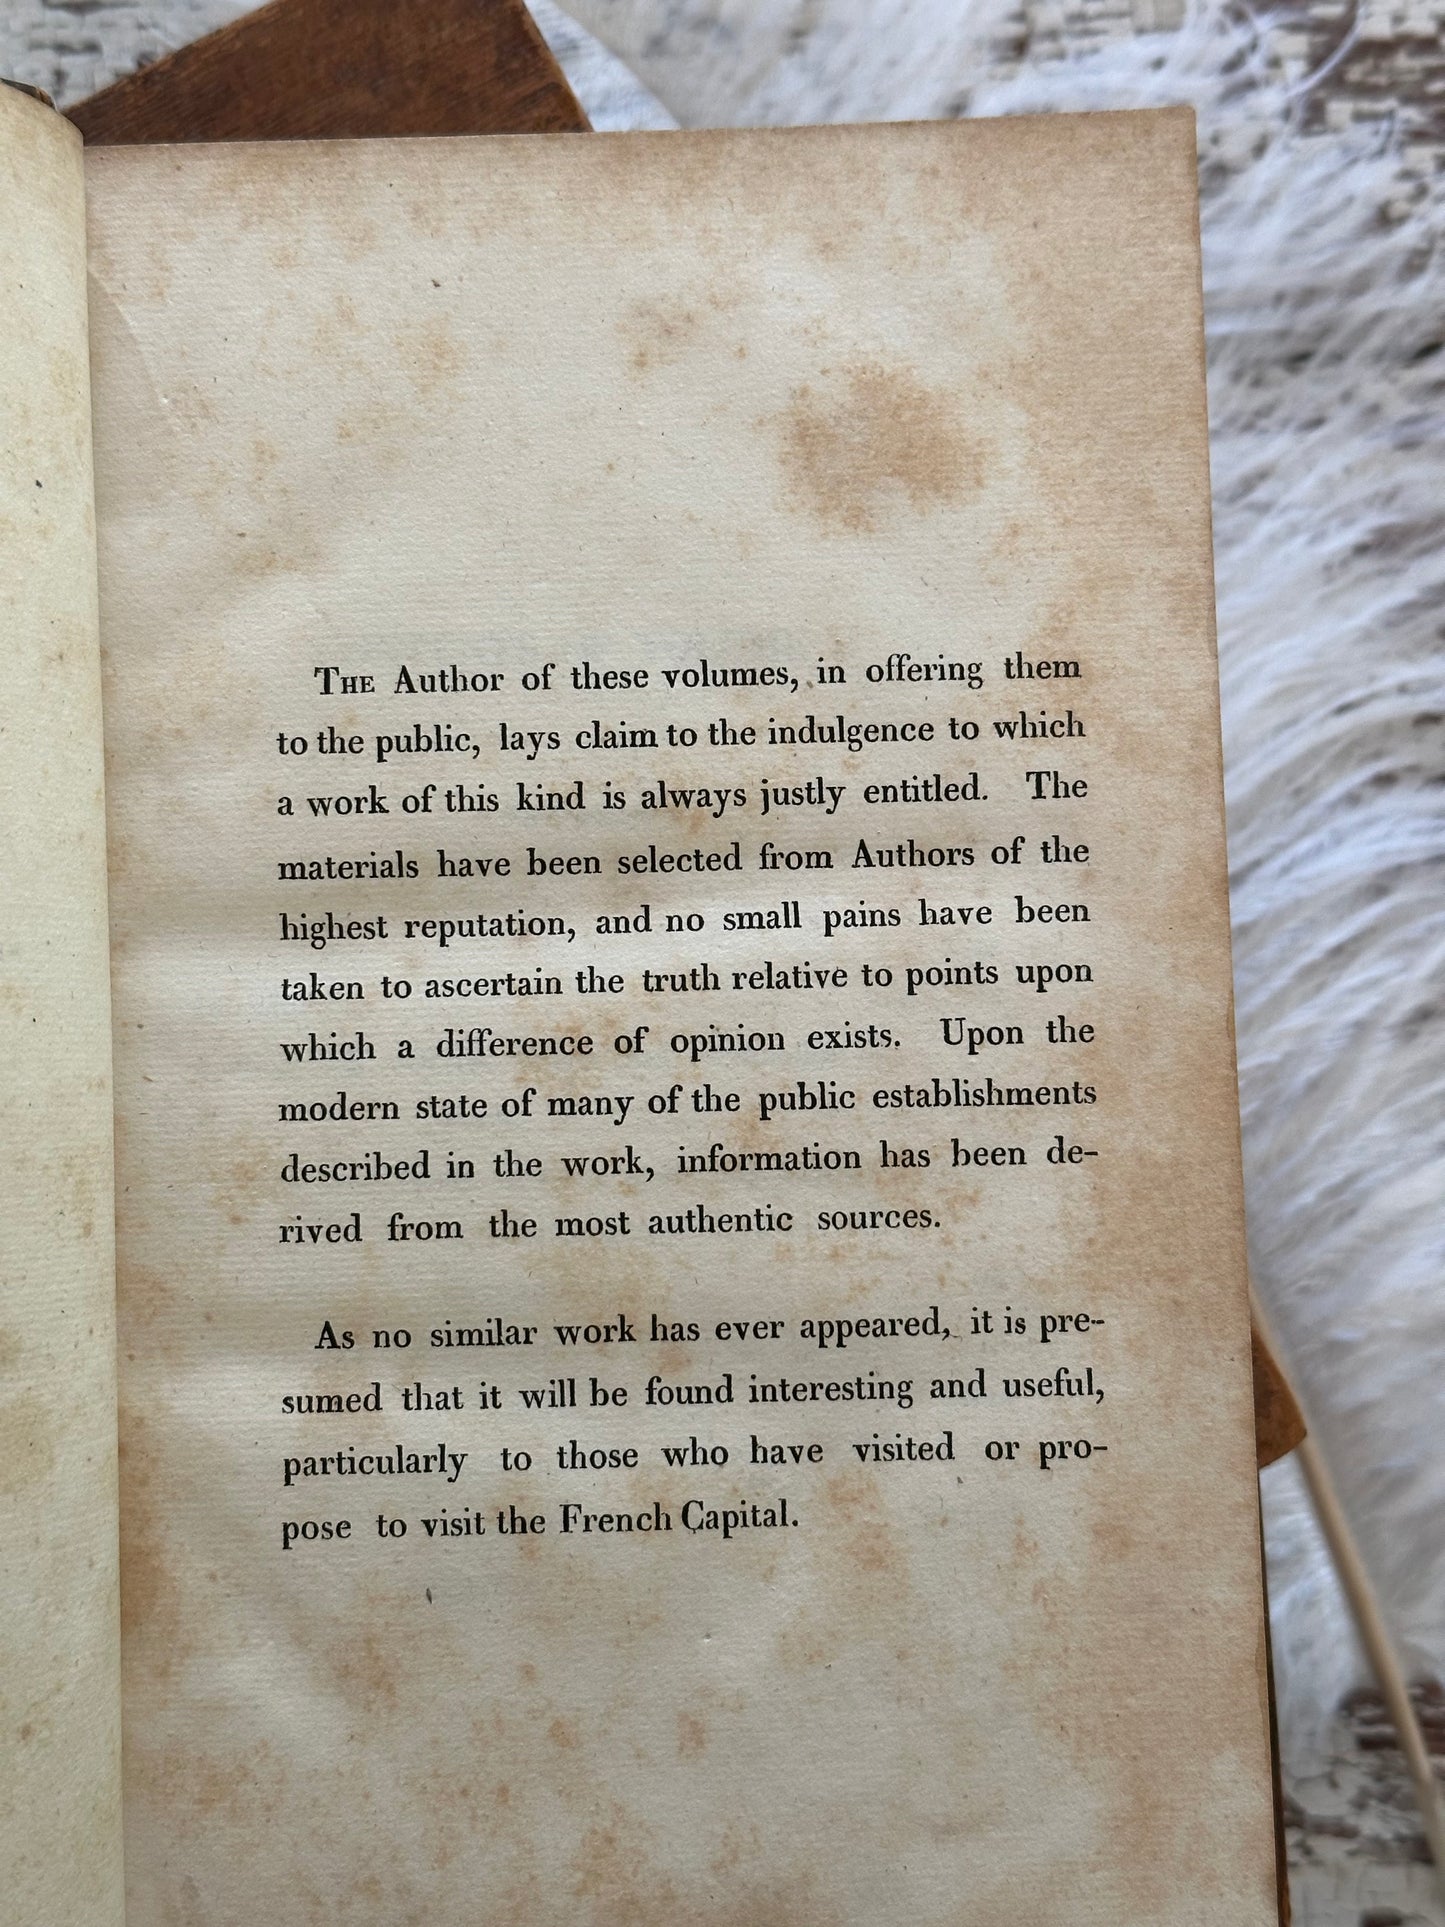 THE Author of these volumes, in offering them
to the public, lays claim to the indulgence to which
a work of this kind is always justly entitled. The
materials have been selected from Authors of the
highest reputation, and no small pains have been
taken to ascertain the truth relative to points upon
which a difference of opinion exists. Upon the
modern state of many of the public establishments
described in the work, information has been de-
rived from the most authentic sources.
As no similar work has ever appeared, it is pre-
sumed that it will be found interesting and useful,
particularly to those who have visited or pro-
pose to visit the French Capital.